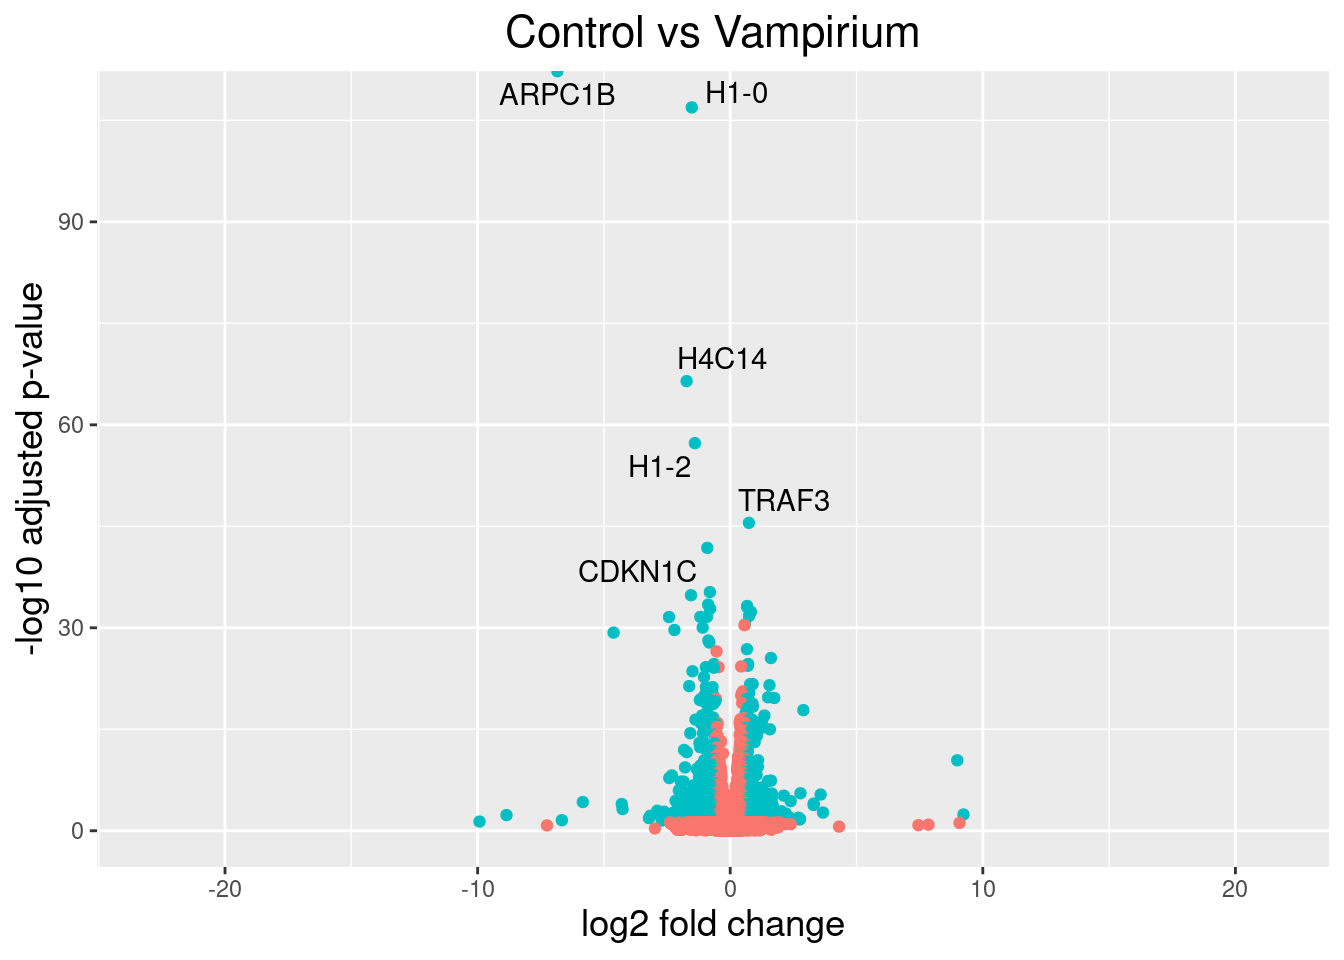 Control vs Vampirium
ARPC1B
H1-0
90
H4C14
60
H1-2
TRAF3
CDKN1C
30
0
-log10 adjusted p-value
-20
-10
0
10
20
log2 fold change